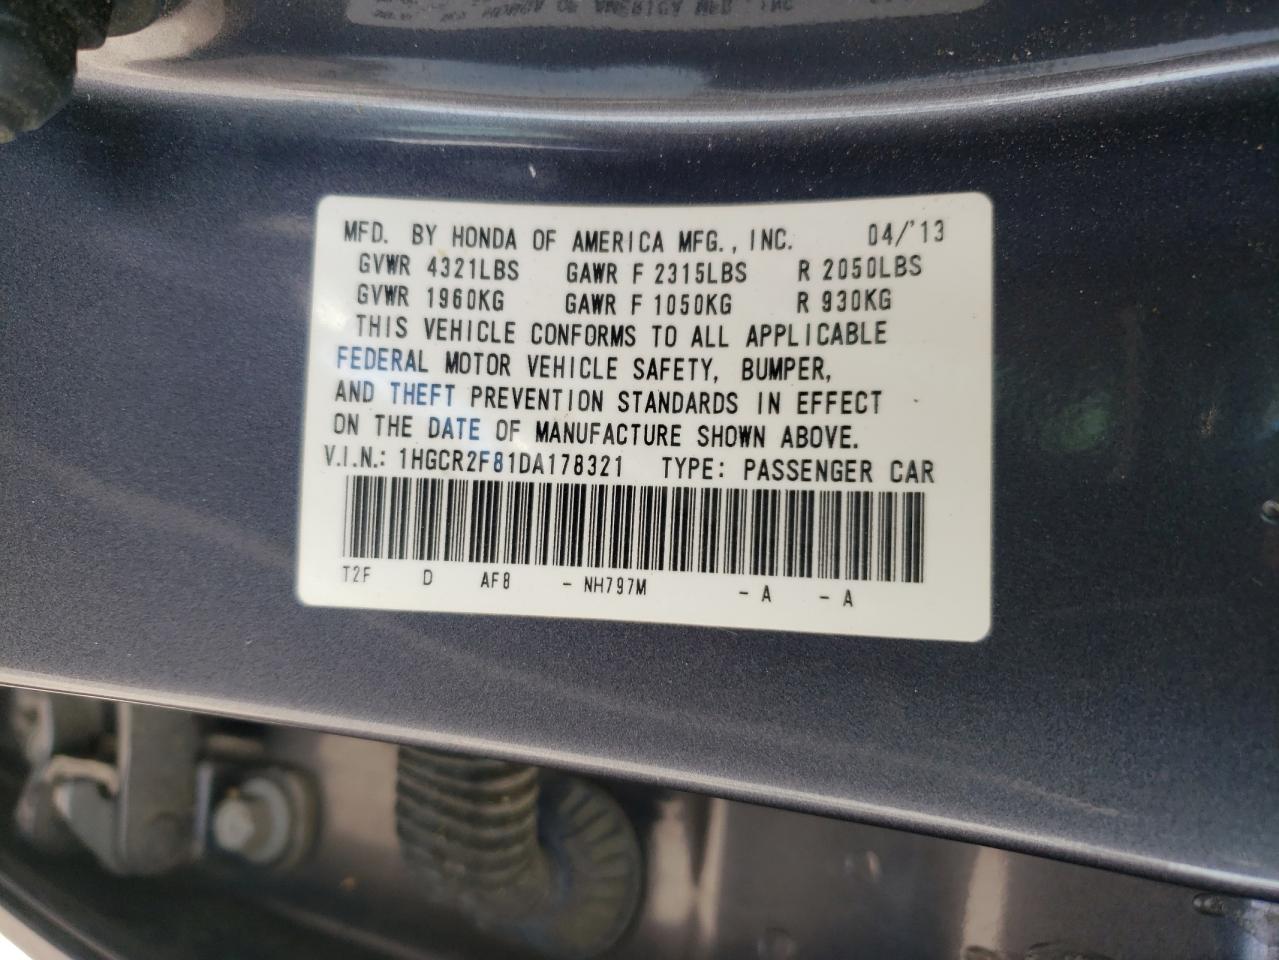 MFD. BY HONDA OF AMERICA MFG., INC. 04/'13
GVWR 4321LBS GAWR F 2315LBS R 2050LBS
GVWR 1960KG GAWR F 1050KG R 930KG
THIS VEHICLE CONFORMS TO ALL APPLICABLE
FEDERAL MOTOR VEHICLE SAFETY, BUMPER,
AND THEFT PREVENTION STANDARDS IN EFFECT
ON THE DATE OF MANUFACTURE SHOWN ABOVE.
V.I.N.: 1HGCR2F81DA178321 TYPE: PASSENGER CAR
T2F D AF8 - NH797M - A - A